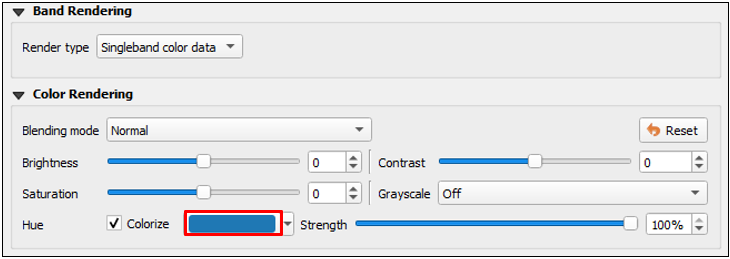 Band Rendering
Render type Singleband color data
Color Rendering
Blending mode Normal Reset
Brightness 0 Contrast 0
Saturation 0 Grayscale Off
Hue Colorize Strength 100%